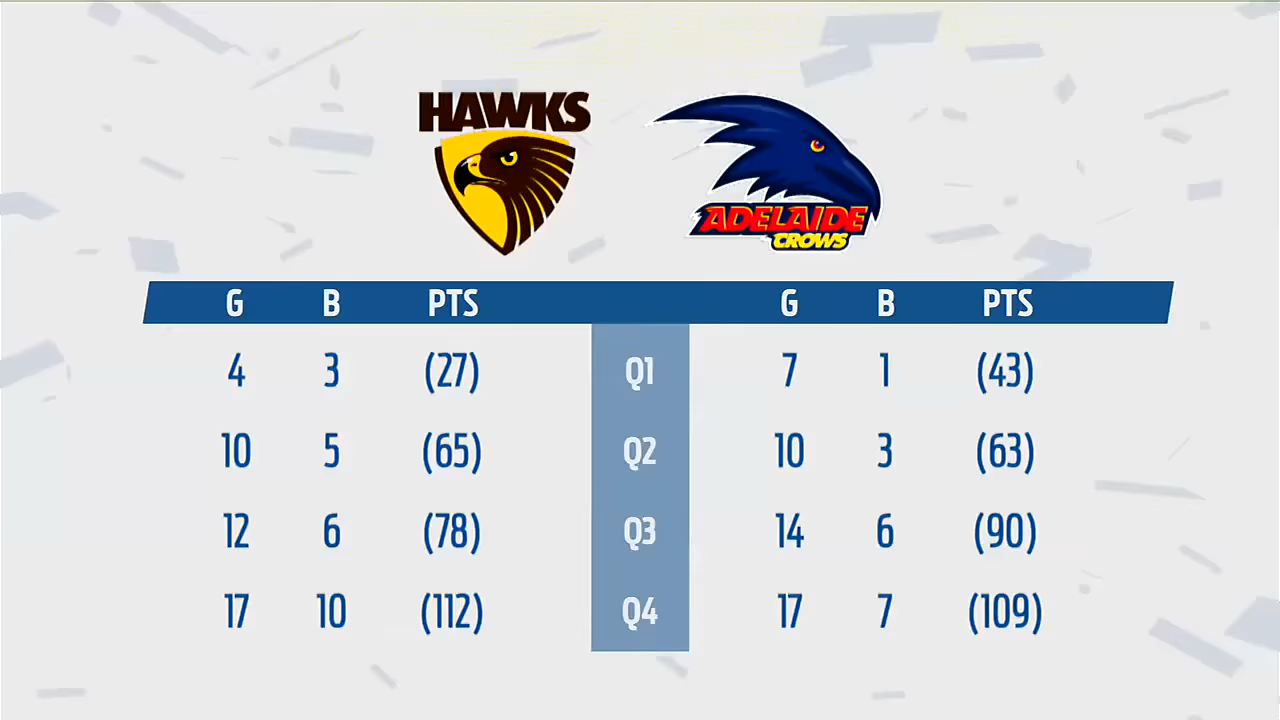 HAWKS
ADELAIDE
CROWS
G B PTS G B PTS
4 3 (27) Q1 7 1 (43)
10 5 (65) Q2 10 3 (63)
12 6 (78) Q3 14 6 (90)
17 10 (112) Q4 17 7 (109)